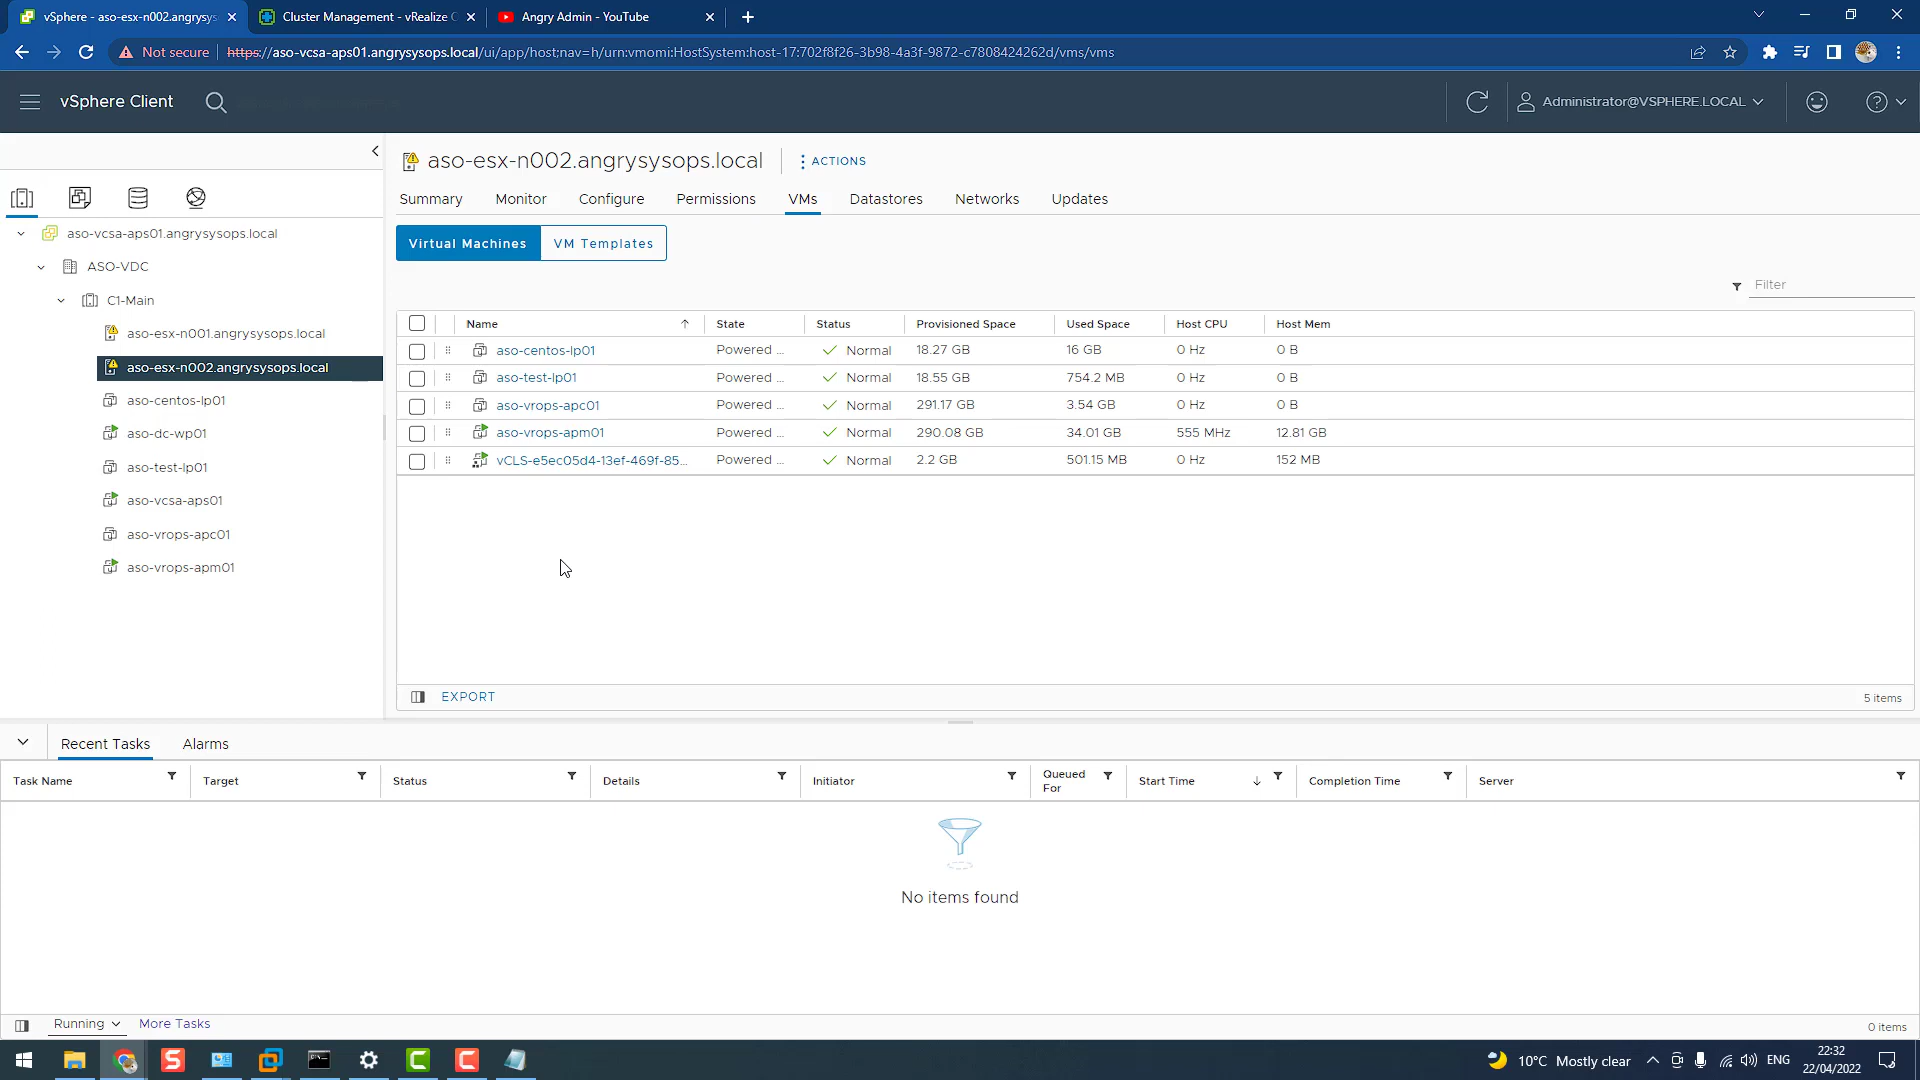 vSphere - aso-esx-n002.angrysys
Cluster Management - vRealize
Angry Admin - YouTube
Not secure
https://aso-vcsa-aps01.angrysysops.local/ui/app/host;nav=h/urn:vmomi:HostSystem:host-17:702f8f26-3b98-4a3f-9872-c7808424262d/vms/vms
vSphere Client
Administrator@VSPHERE.LOCAL
aso-esx-n002.angrysysops.local
ACTIONS
Summary Monitor Configure Permissions VMs Datastores Networks Updates
Virtual Machines VM Templates
Filter
aso-vcsa-aps01.angrysysops.local
ASO-VDC
C1-Main
aso-esx-n001.angrysysops.local
aso-esx-n002.angrysysops.local
aso-centos-lp01
aso-dc-wp01
aso-test-lp01
aso-vcsa-aps01
aso-vrops-apc01
aso-vrops-apm01
Name State Status Provisioned Space Used Space Host CPU Host Mem
aso-centos-lp01 Powered ... Normal 18.27 GB 16 GB 0 Hz 0 B
aso-test-lp01 Powered ... Normal 18.55 GB 754.2 MB 0 Hz 0 B
aso-vrops-apc01 Powered ... Normal 291.17 GB 3.54 GB 0 Hz 0 B
aso-vrops-apm01 Powered ... Normal 290.08 GB 34.01 GB 555 MHz 12.81 GB
vCLS-e5ec05d4-13ef-469f-85... Powered ... Normal 2.2 GB 501.15 MB 0 Hz 152 MB
EXPORT
5 items
Recent Tasks Alarms
Task Name Target Status Details Initiator Queued For Start Time Completion Time Server
No items found
Running More Tasks
0 items
10°C Mostly clear
ENG
22:32
22/04/2022